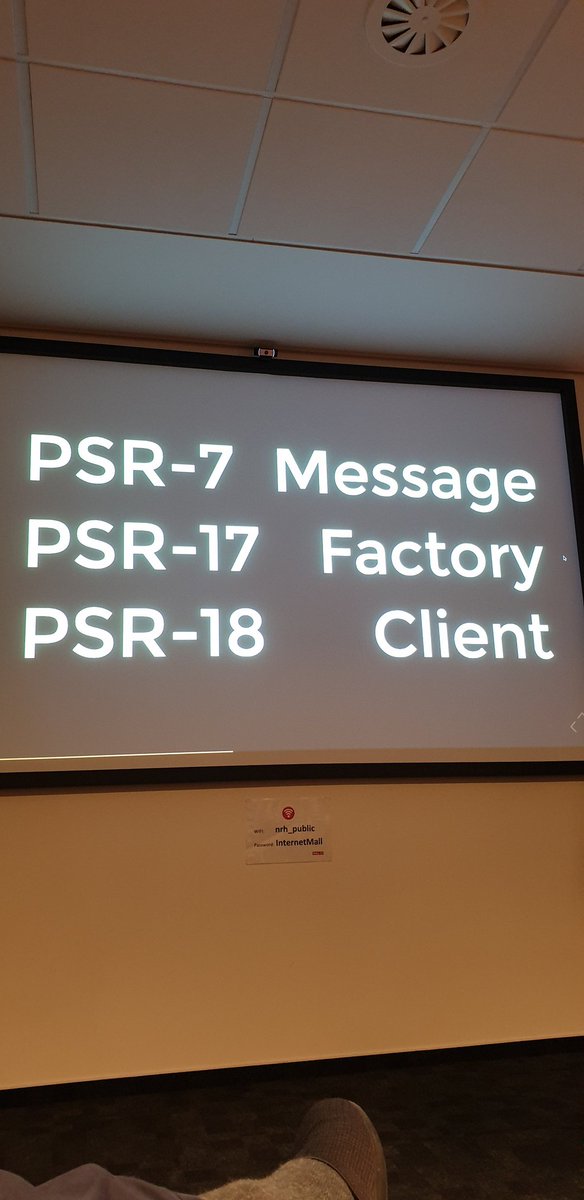 PSR-7 Message
PSR-17 Factory
PSR-18 Client
WIFI nrh_public
Password InternetMall